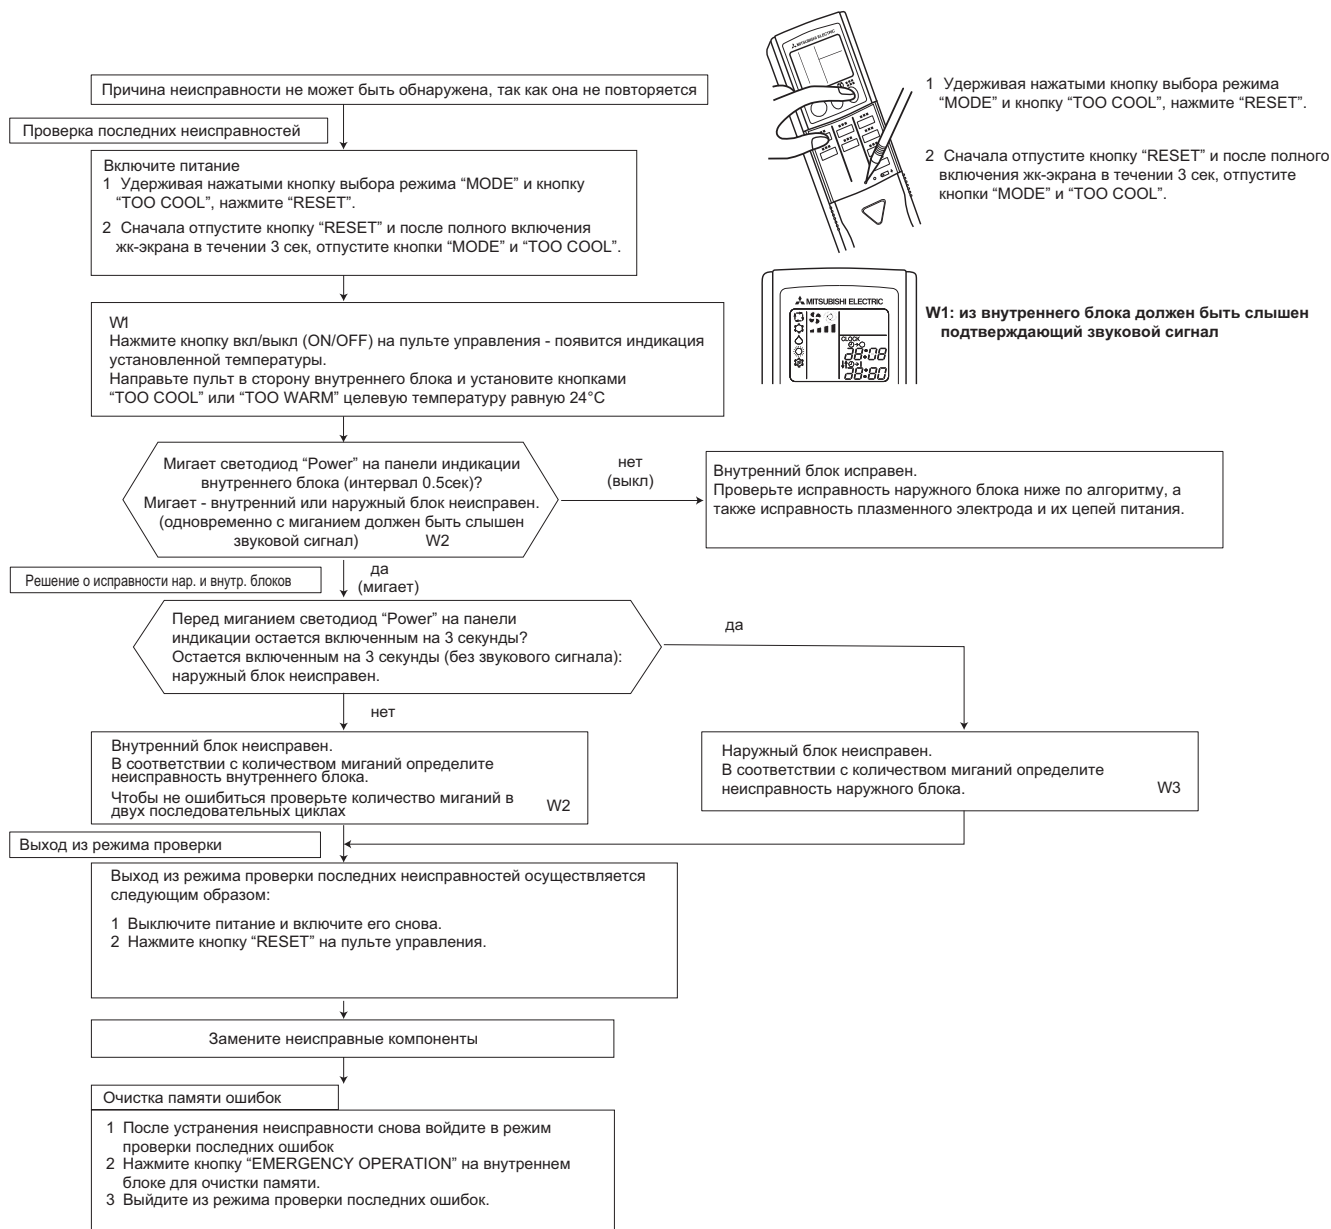 Причина неисправности не может быть обнаружена, так как она не повторяется
Проверка последних неисправностей
Включите питание
1 Удерживая нажатыми кнопку выбора режима “MODE” и кнопку
“TOO COOL”, нажмите “RESET”.
2 Сначала отпустите кнопку “RESET” и после полного включения
жк-экрана в течении 3 сек, отпустите кнопки “MODE” и “TOO COOL”.
MITSUBISHI ELECTRIC
1 Удерживая нажатыми кнопку выбора режима
“MODE” и кнопку “TOO COOL”, нажмите “RESET”.
2 Сначала отпустите кнопку “RESET” и после полного
включения жк-экрана в течении 3 сек, отпустите
кнопки “MODE” и “TOO COOL”.
MITSUBISHI ELECTRIC
CLOCK
88:08
88:80
W1: из внутреннего блока должен быть слышен
подтверждающий звуковой сигнал
W1
Нажмите кнопку вкл/выкл (ON/OFF) на пульте управления - появится индикация
установленной температуры.
Направьте пульт в сторону внутреннего блока и установите кнопками
“TOO COOL” или “TOO WARM” целевую температуру равную 24°C
Мигает светодиод “Power” на панели индикации
внутреннего блока (интервал 0.5сек)?
Мигает - внутренний или наружный блок неисправен.
(одновременно с миганием должен быть слышен
звуковой сигнал) W2
нет
(выкл)
Внутренний блок исправен.
Проверьте исправность наружного блока ниже по алгоритму, а
также исправность плазменного электрода и их цепей питания.
Решение о исправности нар. и внутр. блоков
да
(мигает)
Перед миганием светодиод “Power” на панели
индикации остается включенным на 3 секунды?
Остается включенным на 3 секунды (без звукового сигнала):
наружный блок неисправен.
да
нет
Внутренний блок неисправен.
В соответствии с количеством миганий определите
неисправность внутреннего блока.
Чтобы не ошибиться проверьте количество миганий в
двух последовательных циклах W2
Наружный блок неисправен.
В соответствии с количеством миганий определите
неисправность наружного блока. W3
Выход из режима проверки
Выход из режима проверки последних неисправностей осуществляется
следующим образом:
1 Выключите питание и включите его снова.
2 Нажмите кнопку “RESET” на пульте управления.
Замените неисправные компоненты
Очистка памяти ошибок
1 После устранения неисправности снова войдите в режим
проверки последних ошибок
2 Нажмите кнопку “EMERGENCY OPERATION” на внутреннем
блоке для очистки памяти.
3 Выйдите из режима проверки последних ошибок.